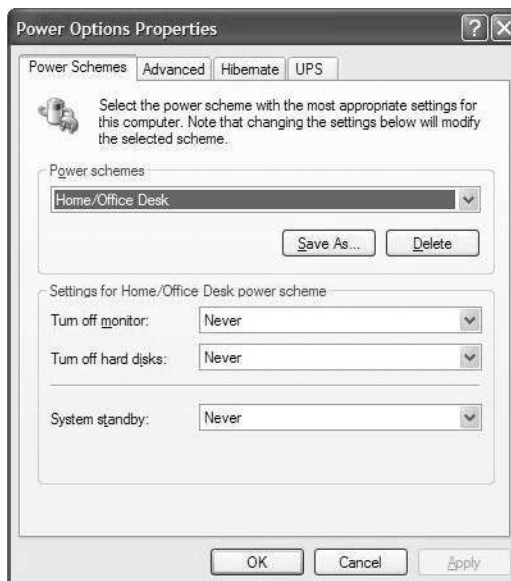 Power Options Properties
Power Schemes Advanced Hibernate UPS
Select the power scheme with the most appropriate settings for
this computer. Note that changing the settings below will modify
the selected scheme.
Power schemes
Home/Office Desk
Save As... Delete
Settings for Home/Office Desk power scheme
Turn off monitor: Never
Turn off hard disks: Never
System standby: Never
OK Cancel Apply